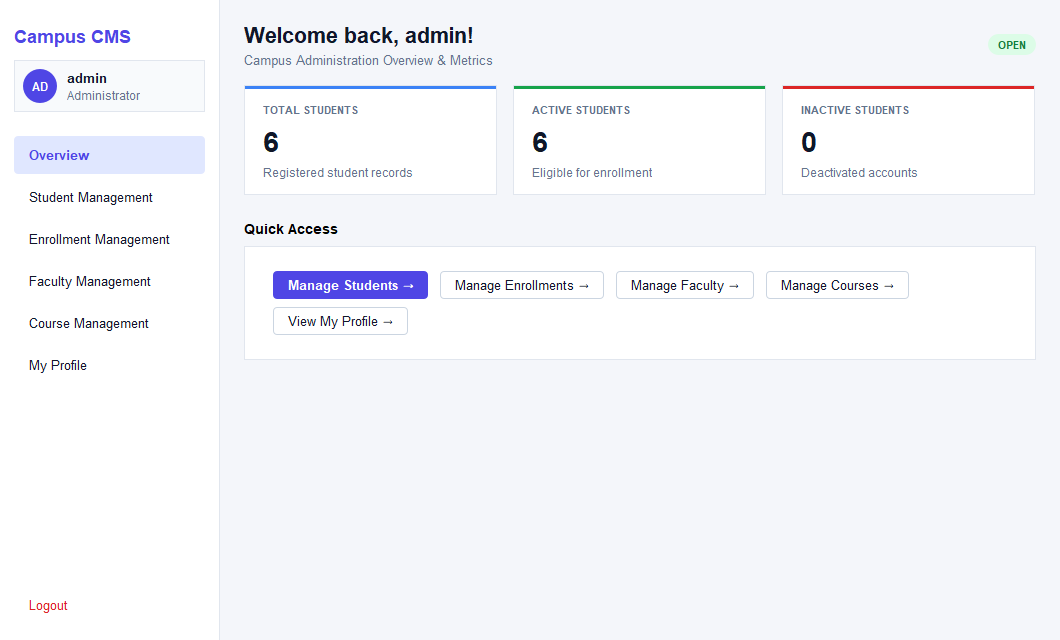 Campus CMS
AD
admin
Administrator
Overview
Student Management
Enrollment Management
Faculty Management
Course Management
My Profile
Logout
Welcome back, admin!
Campus Administration Overview & Metrics
OPEN
TOTAL STUDENTS
6
Registered student records
ACTIVE STUDENTS
6
Eligible for enrollment
INACTIVE STUDENTS
0
Deactivated accounts
Quick Access
Manage Students →
Manage Enrollments →
Manage Faculty →
Manage Courses →
View My Profile →